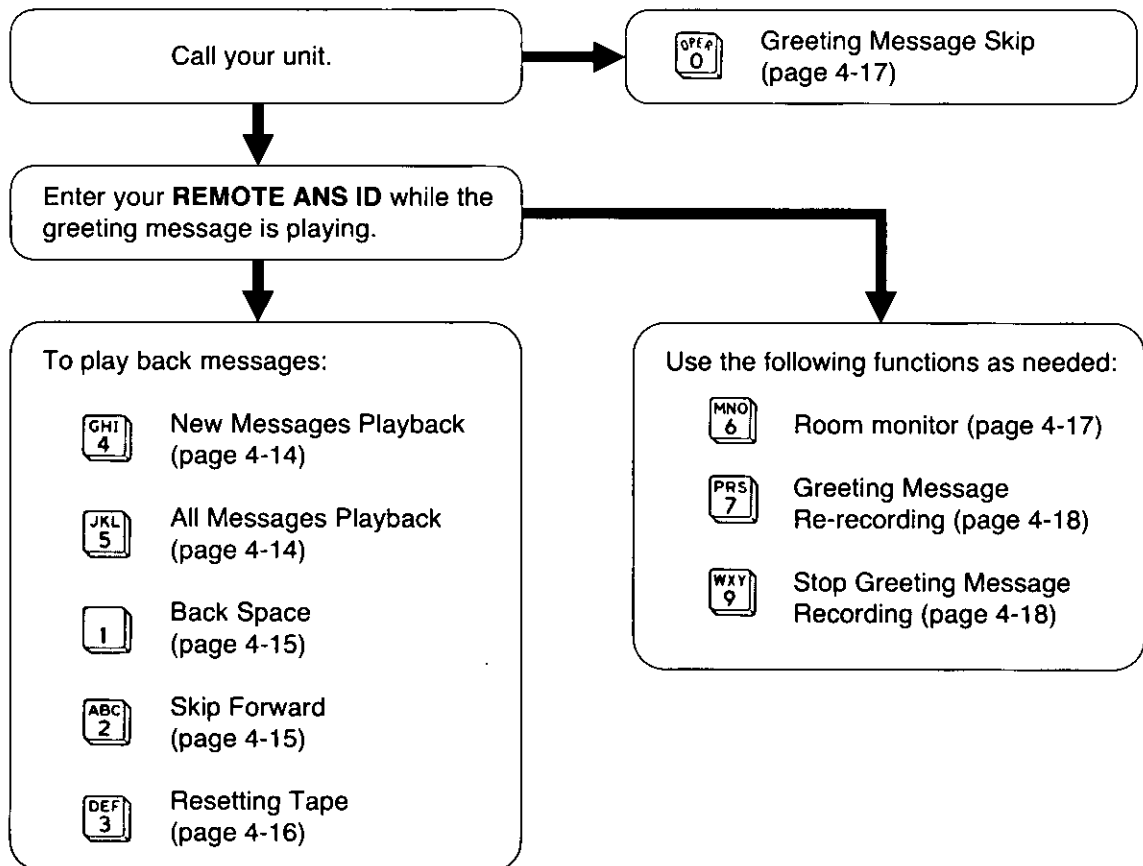 Call your unit.
OPER
0
Greeting Message Skip
(page 4-17)
Enter your REMOTE ANS ID while the
greeting message is playing.
To play back messages:
GHI
4
New Messages Playback
(page 4-14)
JKL
5
All Messages Playback
(page 4-14)
1
Back Space
(page 4-15)
ABC
2
Skip Forward
(page 4-15)
DEF
3
Resetting Tape
(page 4-16)
Use the following functions as needed:
MNO
6
Room monitor (page 4-17)
PRS
7
Greeting Message
Re-recording (page 4-18)
WXY
9
Stop Greeting Message
Recording (page 4-18)